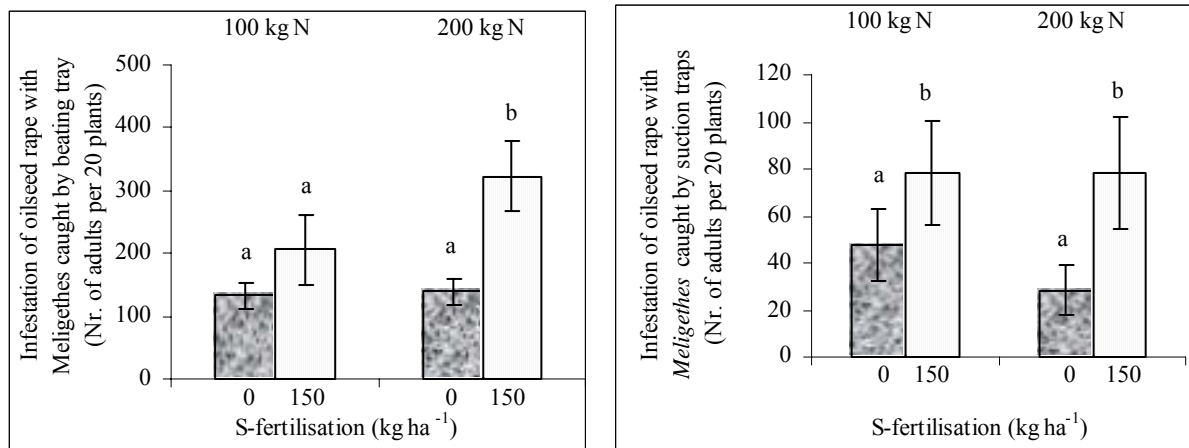 100 kg N 200 kg N
Infestation of oilseed rape with
Meligethes caught by beating tray
(Nr. of adults per 20 plants)
500
400
300
200
100
0
a
a
a
b
0 150 0 150
S-fertilisation (kg ha -1)
100 kg N 200 kg N
Infestation of oilseed rape with
Meligethes caught by suction traps
(Nr. of adults per 20 plants)
120
100
80
60
40
20
0
a
b
a
b
0 150 0 150
S-fertilisation (kg ha -1)